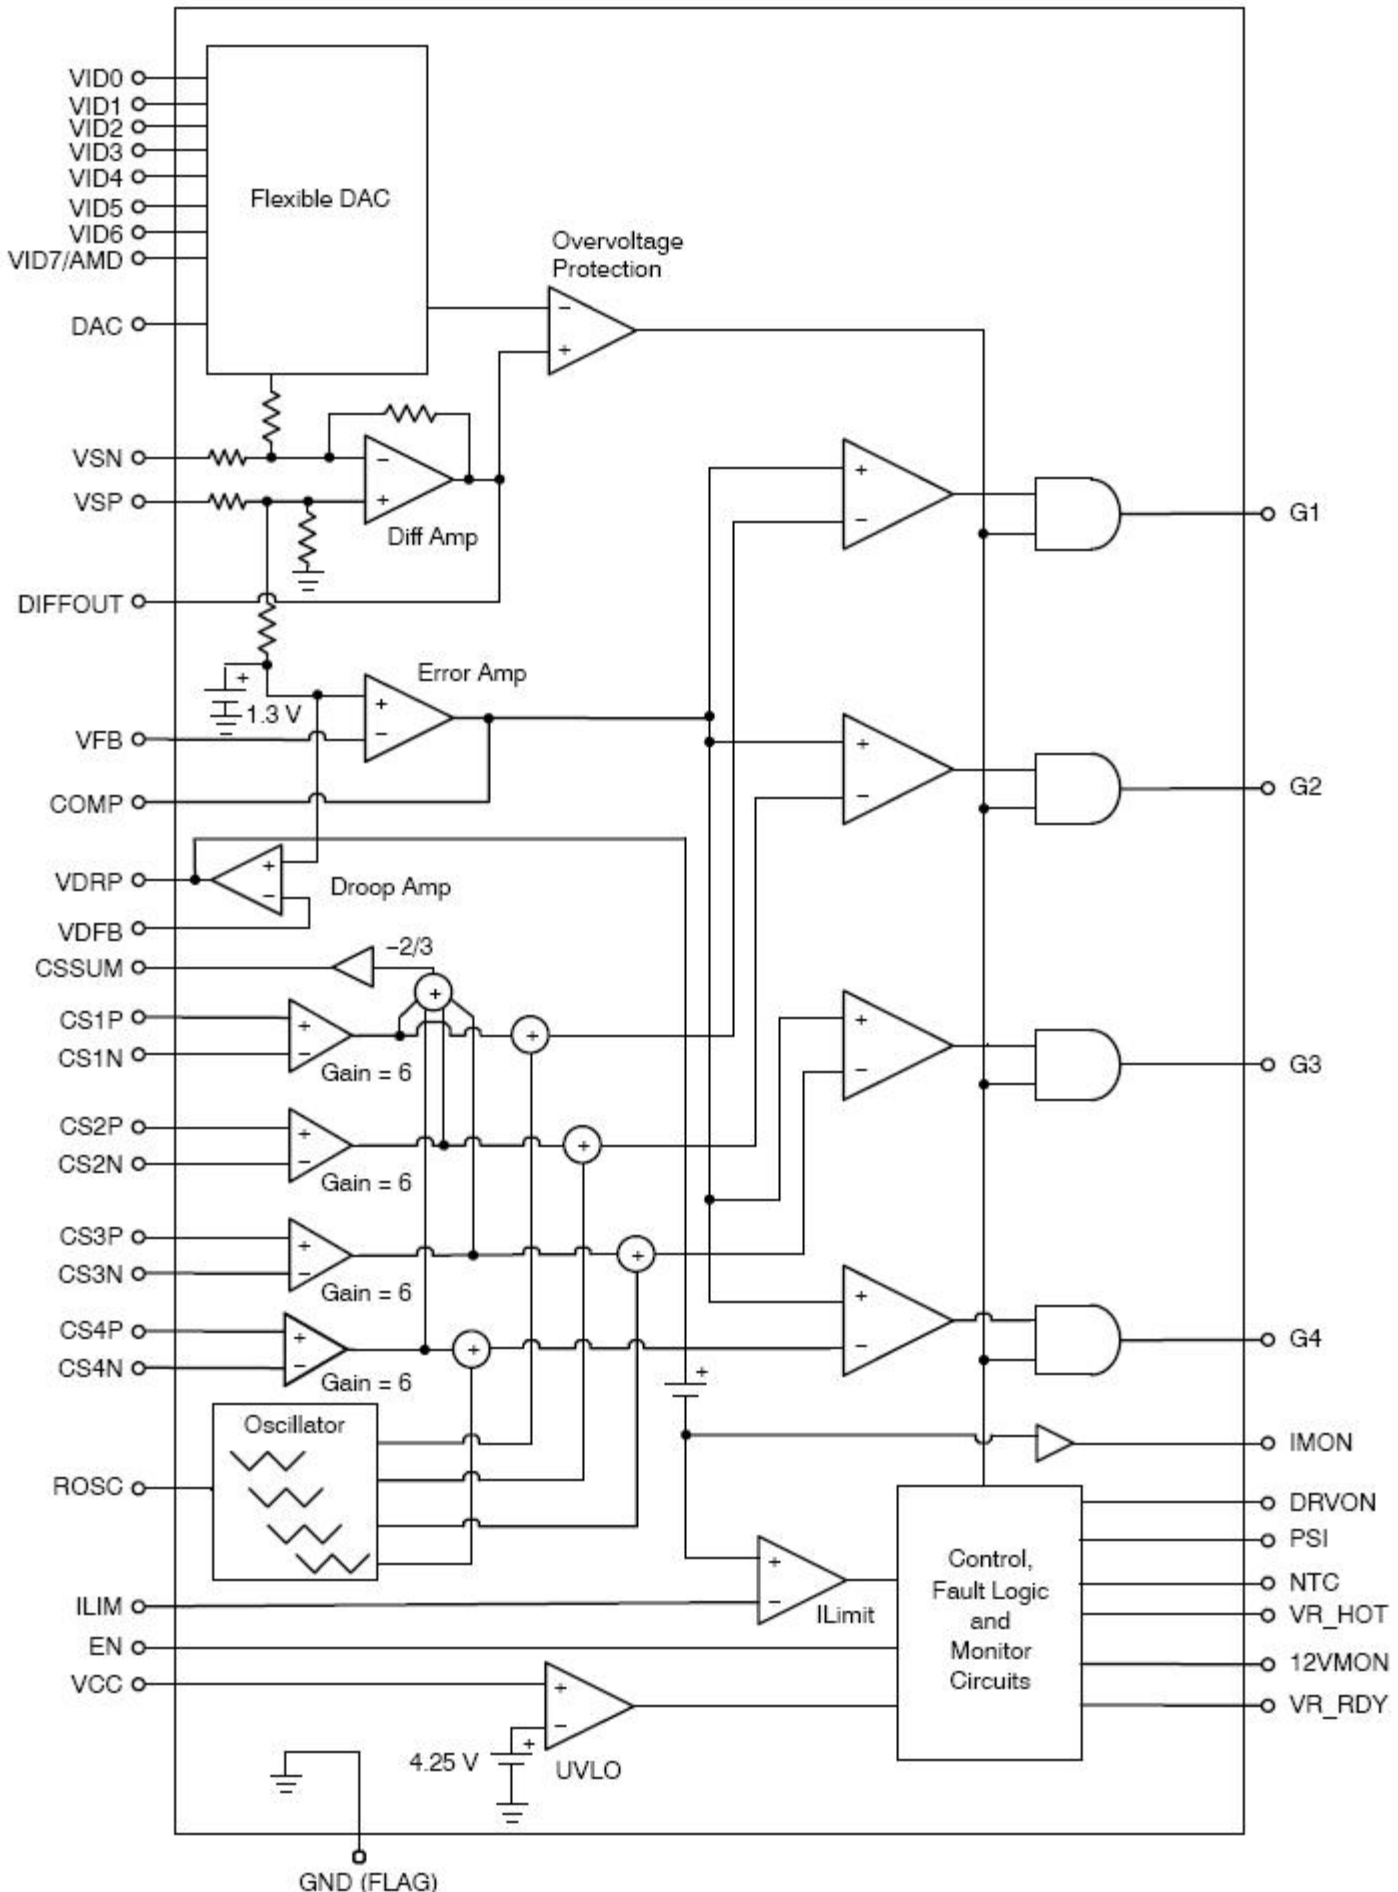 VID0
VID1
VID2
VID3
VID4
VID5
VID6
VID7/AMD
DAC
Flexible DAC
Overvoltage
Protection
−
+
VSN
VSP
−
+
Diff Amp
DIFFOUT
+
1.3 V
Error Amp
+
−
VFB
COMP
VDRP
+
−
Droop Amp
VDFB
CSSUM
−2/3
+
CS1P
CS1N
+
−
Gain = 6
+
CS2P
CS2N
+
−
Gain = 6
+
CS3P
CS3N
+
−
Gain = 6
+
CS4P
CS4N
+
−
Gain = 6
+
Oscillator
ROSC
+
−
G1
+
−
G2
+
−
G3
+
−
G4
+
IMON
ILIM
+
−
ILimit
EN
VCC
+
−
+
4.25 V
UVLO
Control,
Fault Logic
and
Monitor
Circuits
DRVON
PSI
NTC
VR_HOT
12VMON
VR_RDY
GND (FLAG)